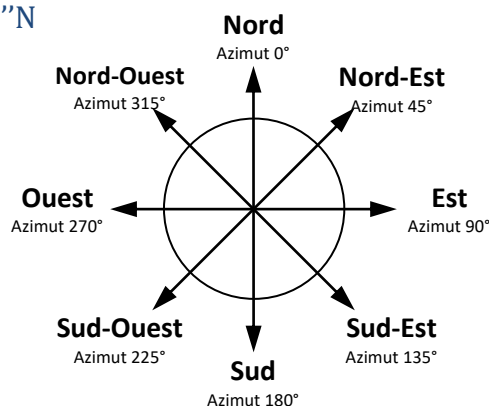 ''N
Nord
Azimut 0°
Nord-Ouest
Azimut 315°
Nord-Est
Azimut 45°
Ouest
Azimut 270°
Est
Azimut 90°
Sud-Ouest
Azimut 225°
Sud-Est
Azimut 135°
Sud
Azimut 180°